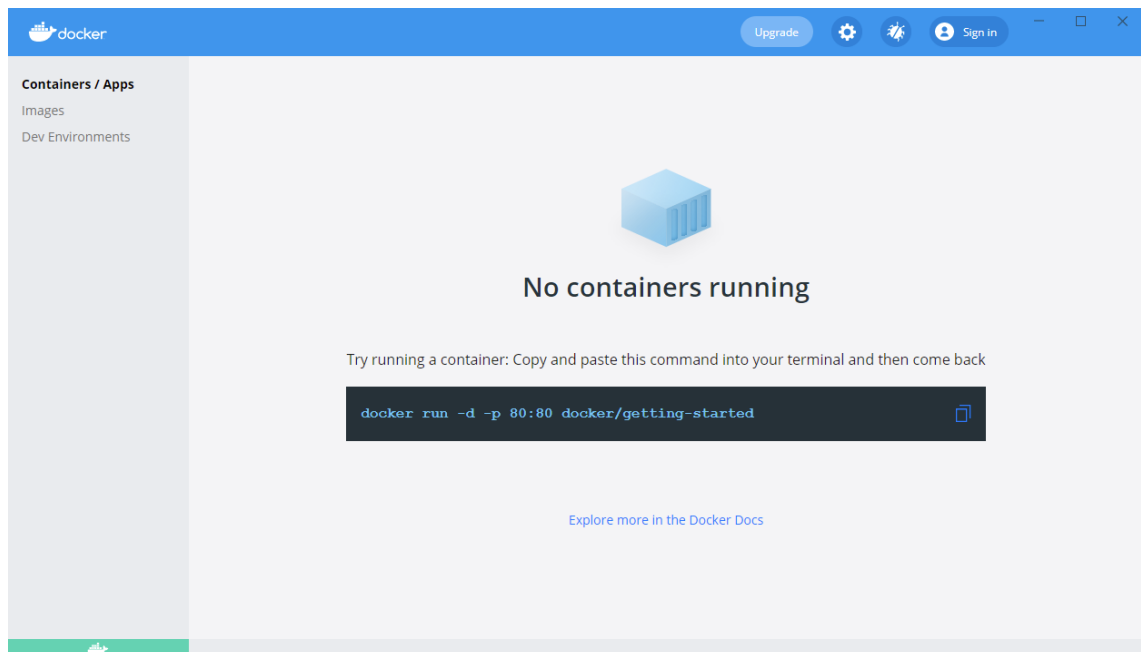 docker
Upgrade
Sign in
Containers / Apps
Images
Dev Environments
No containers running
Try running a container: Copy and paste this command into your terminal and then come back
docker run -d -p 80:80 docker/getting-started
Explore more in the Docker Docs